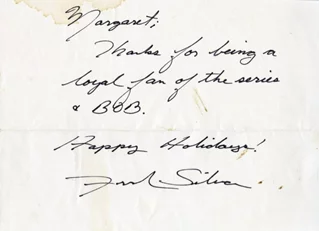 Margaret;
Thanks for being a
loyal fan of the series
& BOB.
Happy Holidays!
Frank Silva